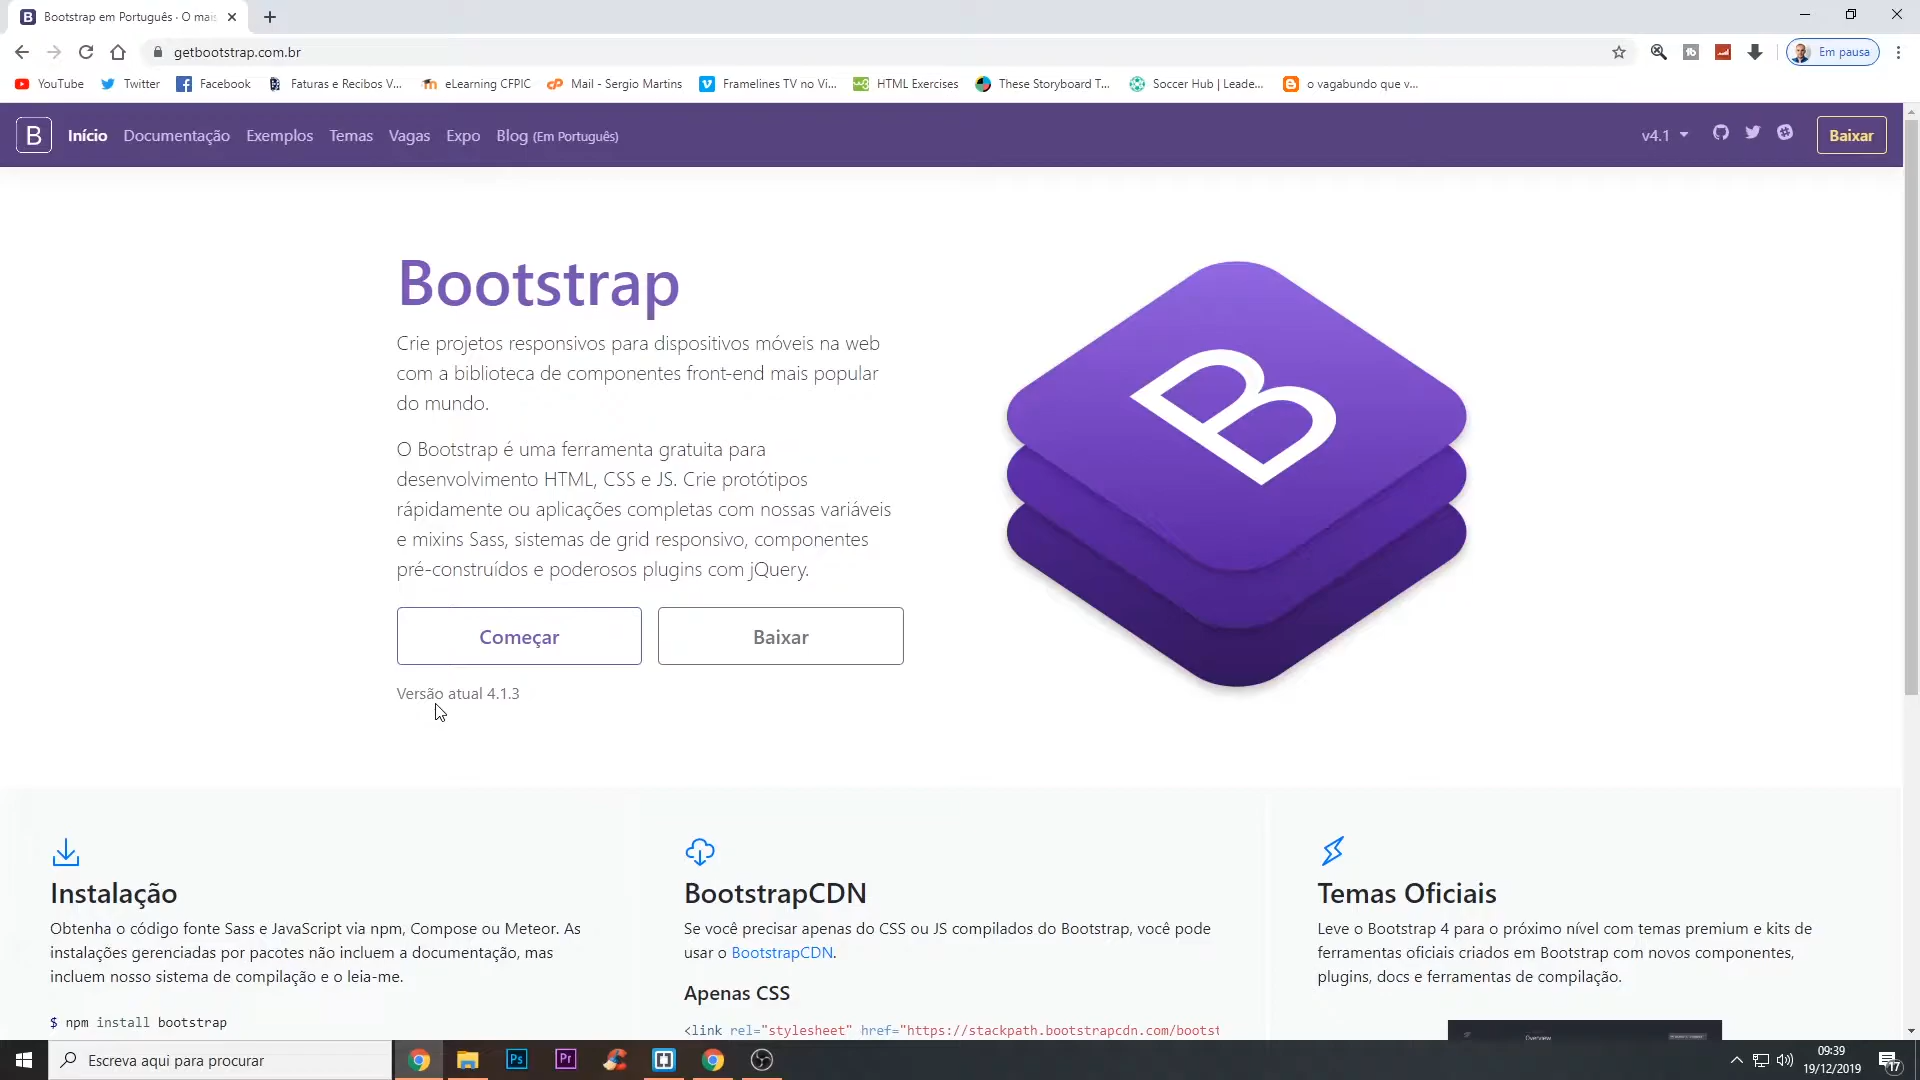 Bootstrap em Português · O mais
getbootstrap.com.br
Em pausa
YouTube
Twitter
Facebook
Faturas e Recibos V...
eLearning CFPIC
Mail - Sergio Martins
Framelines TV no Vi...
HTML Exercises
These Storyboard T...
Soccer Hub | Leade...
o vagabundo que v...
B
Início
Documentação
Exemplos
Temas
Vagas
Expo
Blog (Em Português)
v4.1
Baixar
Bootstrap
Crie projetos responsivos para dispositivos móveis na web
com a biblioteca de componentes front-end mais popular
do mundo.
O Bootstrap é uma ferramenta gratuita para
desenvolvimento HTML, CSS e JS. Crie protótipos
rápidamente ou aplicações completas com nossas variáveis
e mixins Sass, sistemas de grid responsivo, componentes
pré-construídos e poderosos plugins com jQuery.
Começar
Baixar
Versão atual 4.1.3
B
Instalação
Obtenha o código fonte Sass e JavaScript via npm, Compose ou Meteor. As
instalações gerenciadas por pacotes não incluem a documentação, mas
incluem nosso sistema de compilação e o leia-me.
$ npm install bootstrap
BootstrapCDN
Se você precisar apenas do CSS ou JS compilados do Bootstrap, você pode
usar o BootstrapCDN.
Apenas CSS
<link rel="stylesheet" href="https://stackpath.bootstrapcdn.com/bootst
Temas Oficiais
Leve o Bootstrap 4 para o próximo nível com temas premium e kits de
ferramentas oficiais criados em Bootstrap com novos componentes,
plugins, docs e ferramentas de compilação.
Overview
Escreva aqui para procurar
Ps
Pr
09:39
19/12/2019
17